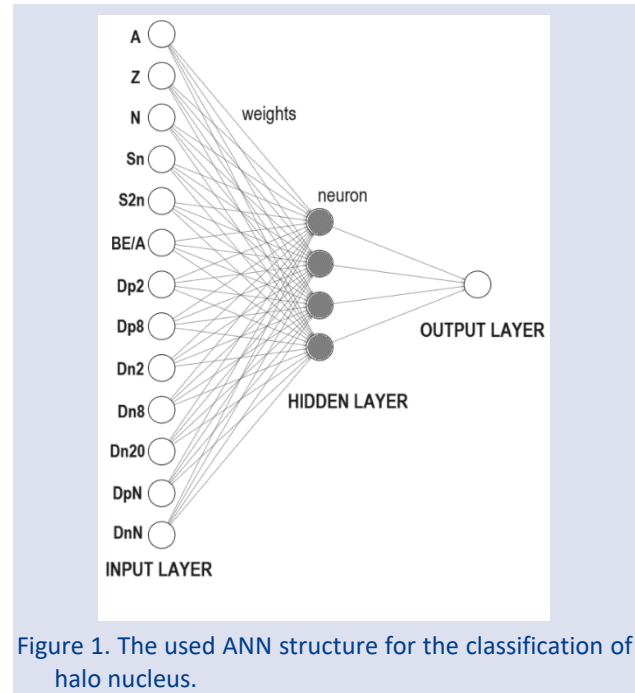 A
Z
N
weights
Sn
S2n
neuron
BE/A
Dp2
Dp8
OUTPUT LAYER
Dn2
HIDDEN LAYER
Dn8
Dn20
DpN
DnN
INPUT LAYER
Figure 1. The used ANN structure for the classification of
halo nucleus.